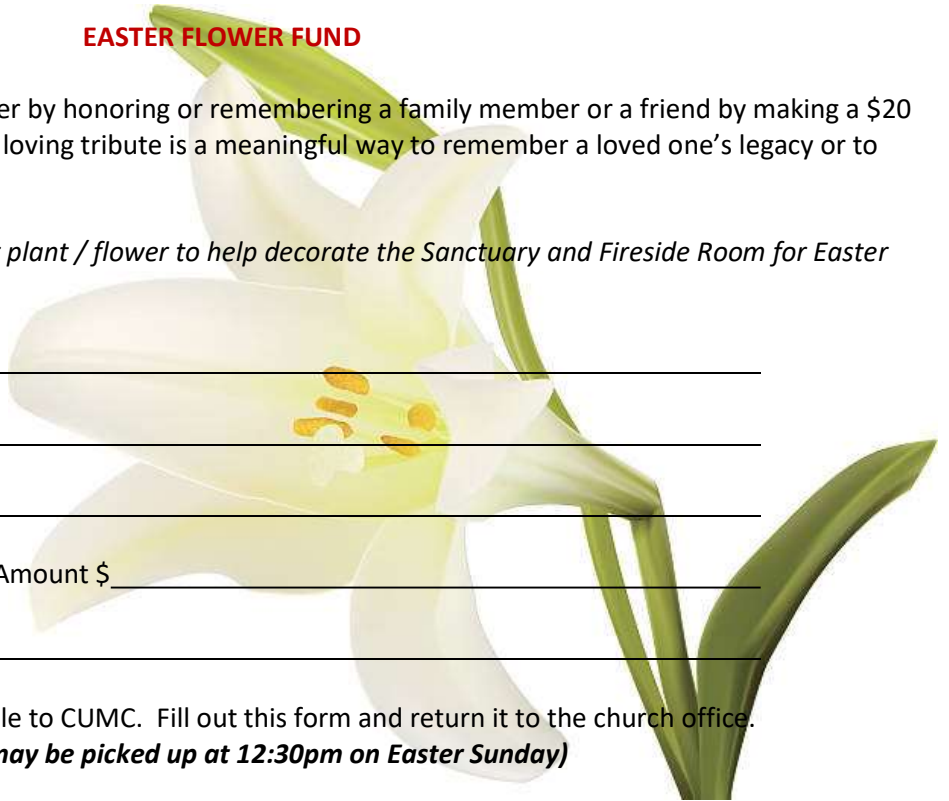 EASTER FLOWER FUND
er by honoring or remembering a family member or a friend by making a $20
loving tribute is a meaningful way to remember a loved one’s legacy or to
plant / flower to help decorate the Sanctuary and Fireside Room for Easter
Amount $
le to CUMC. Fill out this form and return it to the church office.
may be picked up at 12:30pm on Easter Sunday)